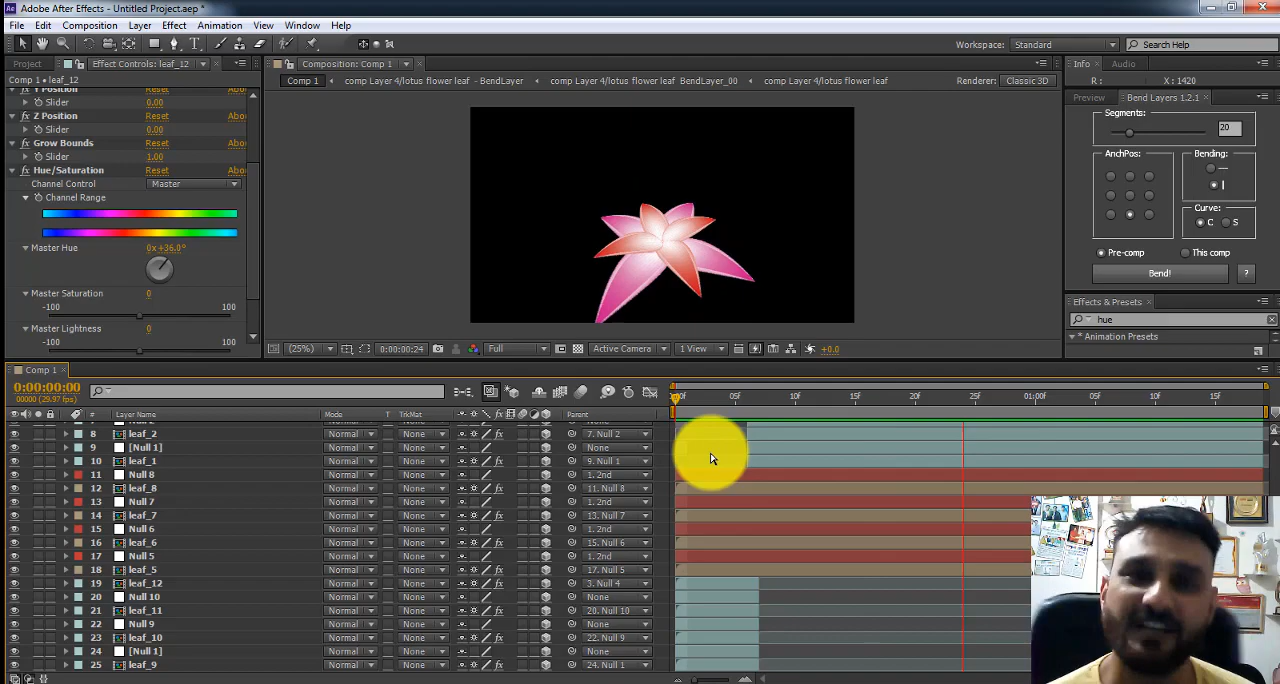 Adobe After Effects - Untitled Project.aep *
File Edit Composition Layer Effect Animation View Window Help
Workspace: Standard Search Help
Project Effect Controls: leaf_12 Composition: Comp 1 Info Audio
Comp 1 • leaf_12
Comp 1 comp Layer 4/lotus flower leaf - BendLayer comp Layer 4/lotus flower leaf BendLayer_00 comp Layer 4/lotus flower leaf Renderer: Classic 3D
R : X : 1420
Y Position Reset Abo
Slider 0.00
Z Position Reset Abo
Slider 0.00
Grow Bounds Reset Abo
Slider 1.00
Hue/Saturation Reset Abo
Channel Control Master
Channel Range
Master Hue 0x +36.0°
Master Saturation 0
-100 100
Master Lightness 0
-100 100
Preview Bend Layers 1.2.1
Segments:
20
AnchPos: Bending:
Curve:
C S
Pre-comp This comp
Bend! ?
Effects & Presets
hue
* Animation Presets
(25%) 0:00:00:24 Full Active Camera 1 View +0.0
Comp 1
0:00:00:00
00000 (29.97 fps)
05f 10f 15f 20f 25f 01:00f 05f 10f 15f
# Layer Name Mode T TrkMat Parent
8 leaf_2 Normal None 7. Null 2
9 [Null 1] Normal None None
10 leaf_1 Normal None 9. Null 1
11 Null 8 Normal None 1. 2nd
12 leaf_8 Normal None 11. Null 8
13 Null 7 Normal None 1. 2nd
14 leaf_7 Normal None 13. Null 7
15 Null 6 Normal None 1. 2nd
16 leaf_6 Normal None 15. Null 6
17 Null 5 Normal None 1. 2nd
18 leaf_5 Normal None 17. Null 5
19 leaf_12 Normal None 3. Null 4
20 Null 10 Normal None None
21 leaf_11 Normal None 20. Null 10
22 Null 9 Normal None None
23 leaf_10 Normal None 22. Null 9
24 [Null 1] Normal None None
25 leaf_9 Normal None 24. Null 1